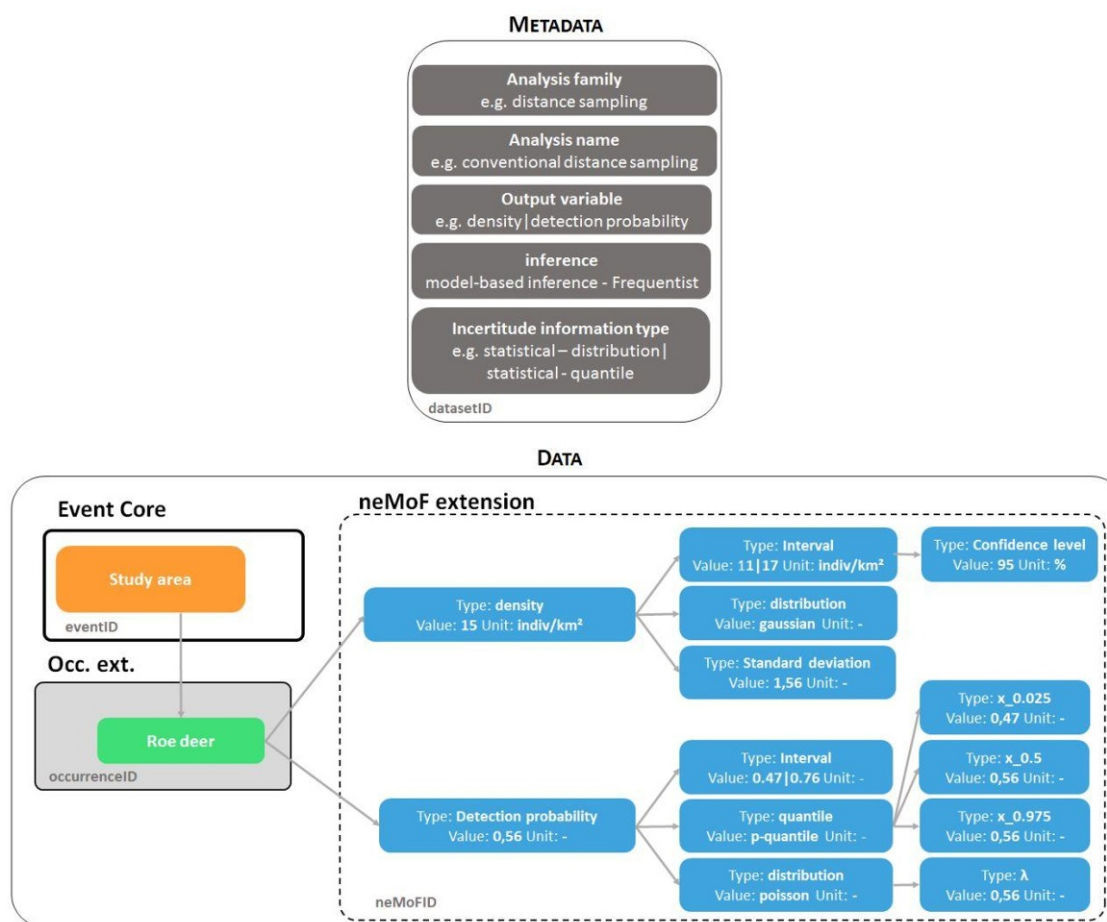 METADATA
Analysis family
e.g. distance sampling
Analysis name
e.g. conventional distance sampling
Output variable
e.g. density|detection probability
inference
model-based inference - Frequentist
Incertitude information type
e.g. statistical – distribution|
statistical - quantile
datasetID
DATA
Event Core
Study area
eventID
Occ. ext.
Roe deer
occurrenceID
neMoF extension
Type: density
Value: 15 Unit: indiv/km²
Type: Interval
Value: 11|17 Unit: indiv/km²
Type: Confidence level
Value: 95 Unit: %
Type: distribution
Value: gaussian Unit: -
Type: Standard deviation
Value: 1,56 Unit: -
Type: Detection probability
Value: 0,56 Unit: -
Type: Interval
Value: 0.47|0.76 Unit: -
Type: quantile
Value: p-quantile Unit: -
Type: x_0.025
Value: 0,47 Unit: -
Type: x_0.5
Value: 0,56 Unit: -
Type: x_0.975
Value: 0,56 Unit: -
Type: distribution
Value: poisson Unit: -
Type: λ
Value: 0,56 Unit: -
neMoFID